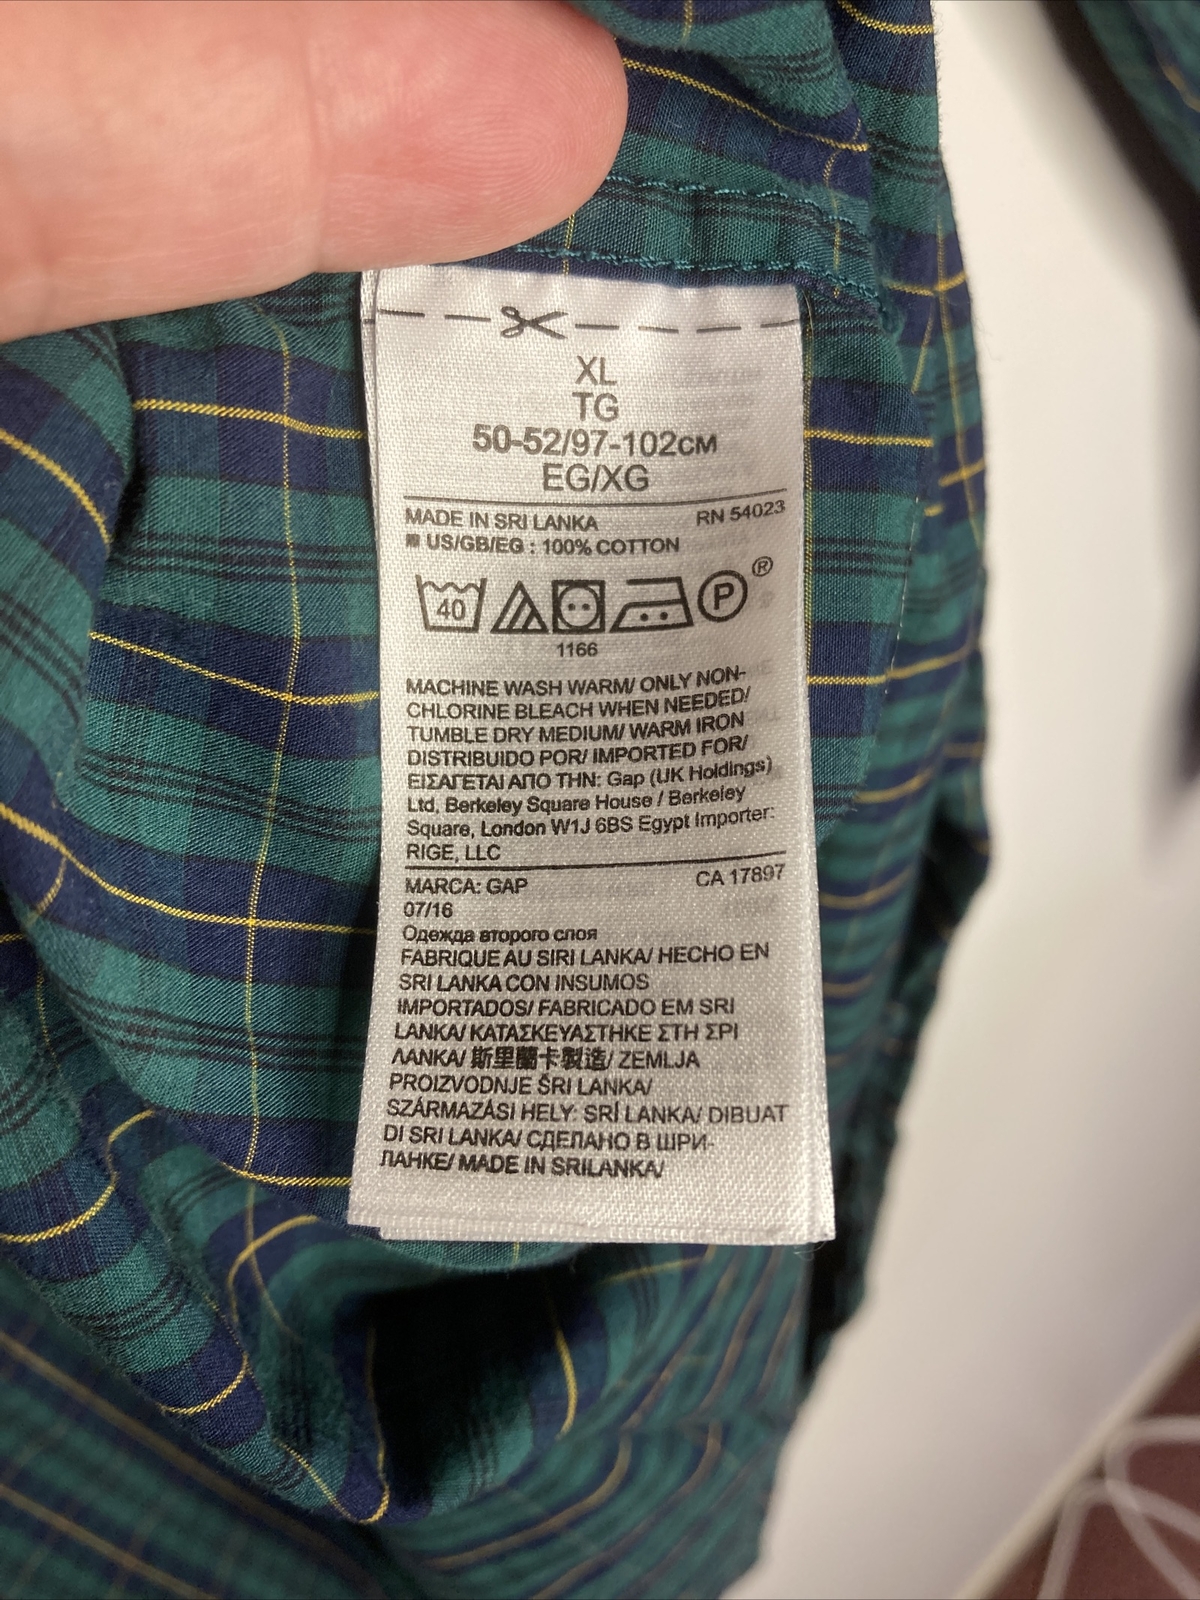 XL
TG
50-52/97-102CM
EG/XG
MADE IN SRI LANKA RN 54023
US/GB/EG : 100% COTTON
40 P ®
1166
MACHINE WASH WARM/ ONLY NON-
CHLORINE BLEACH WHEN NEEDED/
TUMBLE DRY MEDIUM/ WARM IRON
DISTRIBUIDO POR/ IMPORTED FOR/
ΕΙΣΑΓΕΤΑΙ ΑΠΟ ΤΗΝ: Gap (UK Holdings)
Ltd, Berkeley Square House / Berkeley
Square, London W1J 6BS Egypt Importer:
RIGE, LLC
MARCA: GAP CA 17897
07/16
Одежда второго слоя
FABRIQUE AU SIRI LANKA/ HECHO EN
SRI LANKA CON INSUMOS
IMPORTADOS/ FABRICADO EM SRI
LANKA/ ΚΑΤΑΣΚΕΥΑΣΤΗΚΕ ΣΤΗ ΣΡΙ
ΛΑΝΚΑ/ 斯里蘭卡製造/ ZEMLJA
PROIZVODNJE ŠRI LANKA/
SZÁRMAZÁSI HELY: SRÍ LANKA/ DIBUAT
DI SRI LANKA/ СДЕЛАНО В ШРИ-
ЛАНКЕ/ MADE IN SRILANKA/